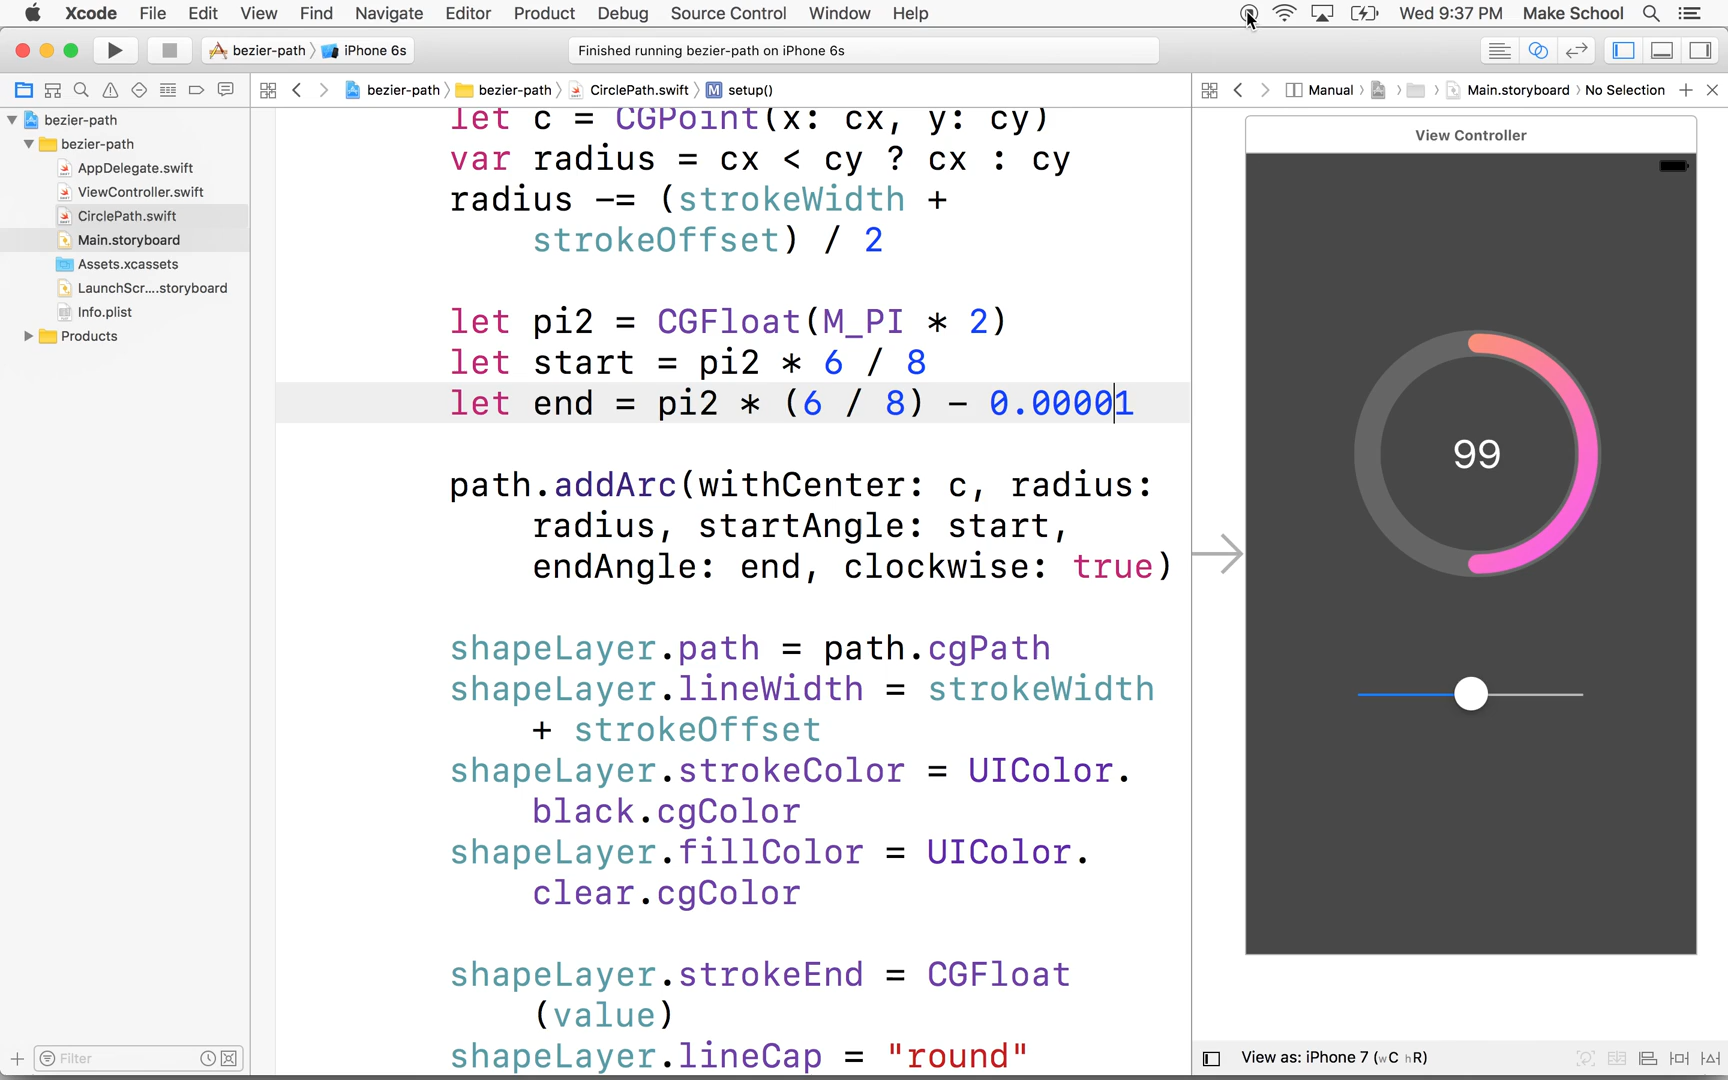 Xcode File Edit View Find Navigate Editor Product Debug Source Control Window Help Wed 9:37 PM Make School
bezier-path iPhone 6s Finished running bezier-path on iPhone 6s
bezier-path bezier-path CirclePath.swift M setup() Manual Main.storyboard No Selection
bezier-path
bezier-path
AppDelegate.swift
ViewController.swift
CirclePath.swift
Main.storyboard
Assets.xcassets
LaunchScr....storyboard
Info.plist
Products
Filter
let c = CGPoint(x: cx, y: cy)
var radius = cx < cy ? cx : cy
radius -= (strokeWidth +
strokeOffset) / 2
let pi2 = CGFloat(M_PI * 2)
let start = pi2 * 6 / 8
let end = pi2 * (6 / 8) - 0.00001
path.addArc(withCenter: c, radius:
radius, startAngle: start,
endAngle: end, clockwise: true)
shapeLayer.path = path.cgPath
shapeLayer.lineWidth = strokeWidth
+ strokeOffset
shapeLayer.strokeColor = UIColor.
black.cgColor
shapeLayer.fillColor = UIColor.
clear.cgColor
shapeLayer.strokeEnd = CGFloat
(value)
shapeLayer.lineCap = "round"
View Controller
99
View as: iPhone 7 (wC hR)